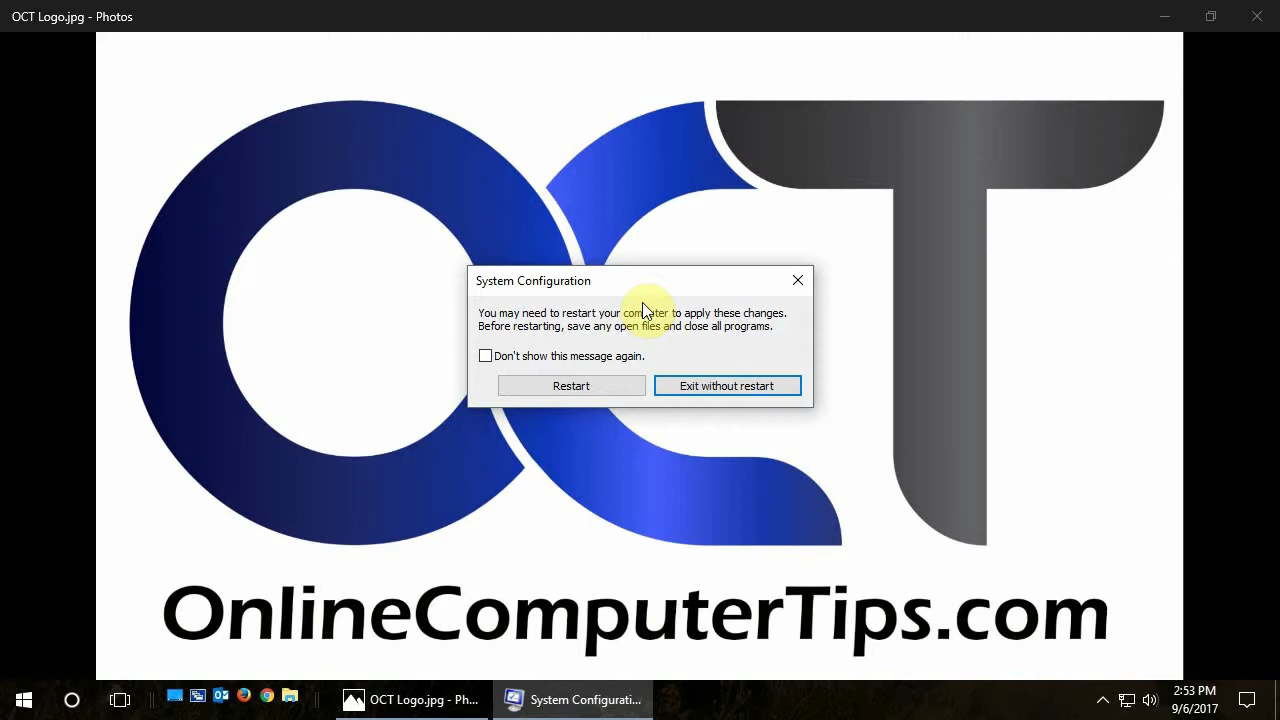 OCT Logo.jpg - Photos
OCT
System Configuration
You may need to restart your computer to apply these changes.
Before restarting, save any open files and close all programs.
Don't show this message again.
Restart
Exit without restart
OnlineComputerTips.com
OCT Logo.jpg - Ph...
System Configurati...
2:53 PM
9/6/2017